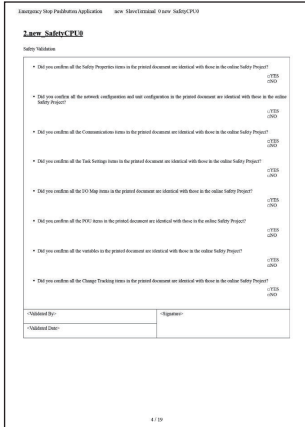 Emergency Stop Pushbutton Application new_SlaveTerminal_0 new_SafetyCPU0
2.new_SafetyCPU0
Safety Validation
• Did you confirm all the Safety Properties items in the printed document are identical with those in the online Safety Project?
□YES
□NO
• Did you confirm all the network configuration and unit configuration in the printed document are identical with those in the online
Safety Project?
□YES
□NO
• Did you confirm all the Communications items in the printed document are identical with those in the online Safety Project?
□YES
□NO
• Did you confirm all the Task Settings items in the printed document are identical with those in the online Safety Project?
□YES
□NO
• Did you confirm all the I/O Map items in the printed document are identical with those in the online Safety Project?
□YES
□NO
• Did you confirm all the POU items in the printed document are identical with those in the online Safety Project?
□YES
□NO
• Did you confirm all the variables in the printed document are identical with those in the online Safety Project?
□YES
□NO
• Did you confirm all the Change Tracking items in the printed document are identical with those in the online Safety Project?
□YES
□NO
<Validated By> <Signature>
<Validated Date>
4 / 19